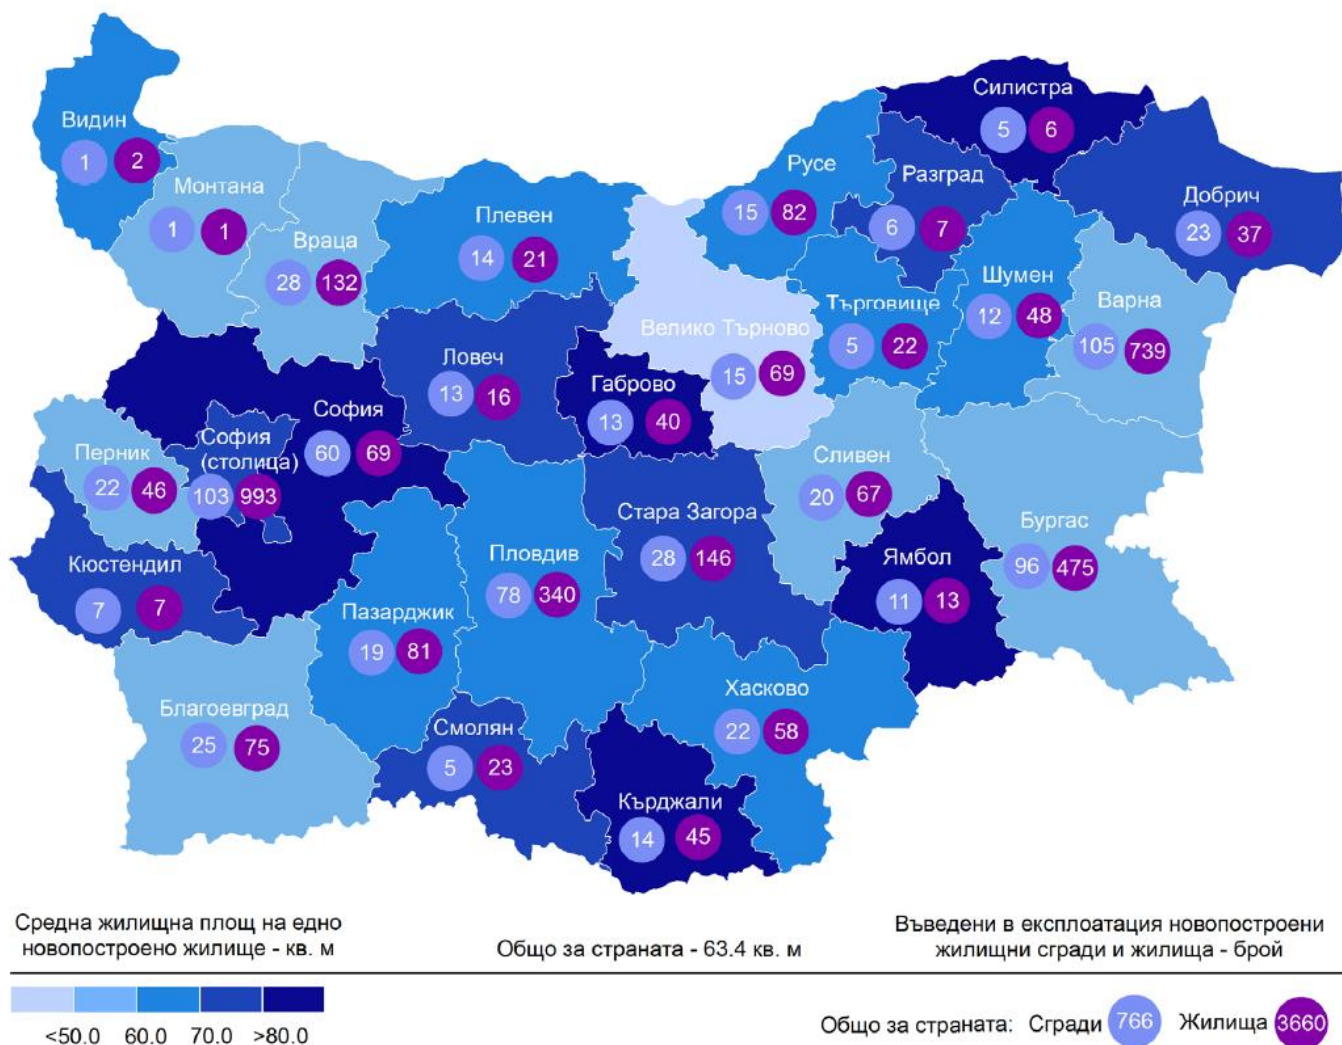 Силистра
5 6
Видин
1 2
Русе
15 82
Разград
6 7
Добрич
23 37
Монтана
1 1
Плевен
14 21
Враца
28 132
Шумен
12 48
Варна
105 739
Търговище
5 22
Велико Търново
15 69
Ловеч
13 16
Габрово
13 40
София
60 69
София
(столица)
103 993
Перник
22 46
Сливен
20 67
Стара Загора
28 146
Бургас
96 475
Пловдив
78 340
Ямбол
11 13
Кюстендил
7 7
Пазарджик
19 81
Хасково
22 58
Благоевград
25 75
Смолян
5 23
Кърджали
14 45
Средна жилищна площ на едно
новопостроено жилище - кв. м
Общо за страната - 63.4 кв. м
Въведени в експлоатация новопостроени
жилищни сгради и жилища - брой
<50.0 60.0 70.0 >80.0
Общо за страната: Сгради 766 Жилища 3660